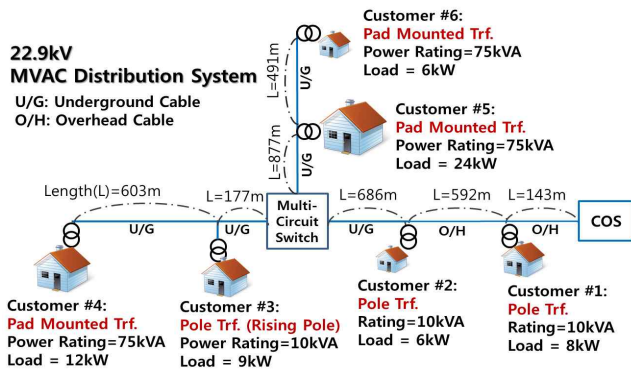 22.9kV
MVAC Distribution System
U/G: Underground Cable
O/H: Overhead Cable
Customer #6:
Pad Mounted Trf.
Power Rating=75kVA
Load = 6kW
L=491m
U/G
Customer #5:
Pad Mounted Trf.
Power Rating=75kVA
Load = 24kW
L=877m
U/G
Length(L)=603m
L=177m
L=686m
L=592m
L=143m
U/G
U/G
Multi-
Circuit
Switch
U/G
O/H
O/H
COS
Customer #4:
Pad Mounted Trf.
Power Rating=75kVA
Load = 12kW
Customer #3:
Pole Trf. (Rising Pole)
Power Rating=10kVA
Load = 9kW
Customer #2:
Pole Trf.
Rating=10kVA
Load = 6kW
Customer #1:
Pole Trf.
Rating=10kVA
Load = 8kW